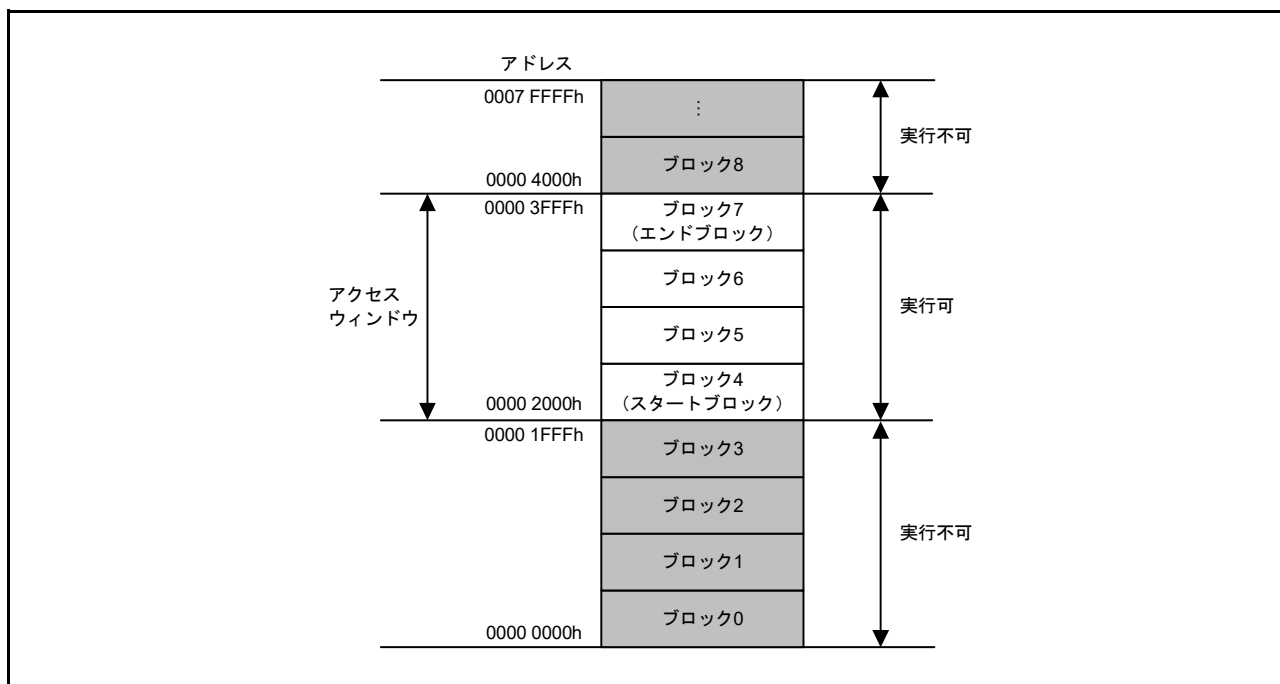 アドレス
0007 FFFFh
⋮
実行不可
ブロック8
0000 4000h
0000 3FFFh
ブロック7
（エンドブロック）
ブロック6
アクセス
ウィンドウ
実行可
ブロック5
ブロック4
（スタートブロック）
0000 2000h
0000 1FFFh
ブロック3
ブロック2
実行不可
ブロック1
ブロック0
0000 0000h